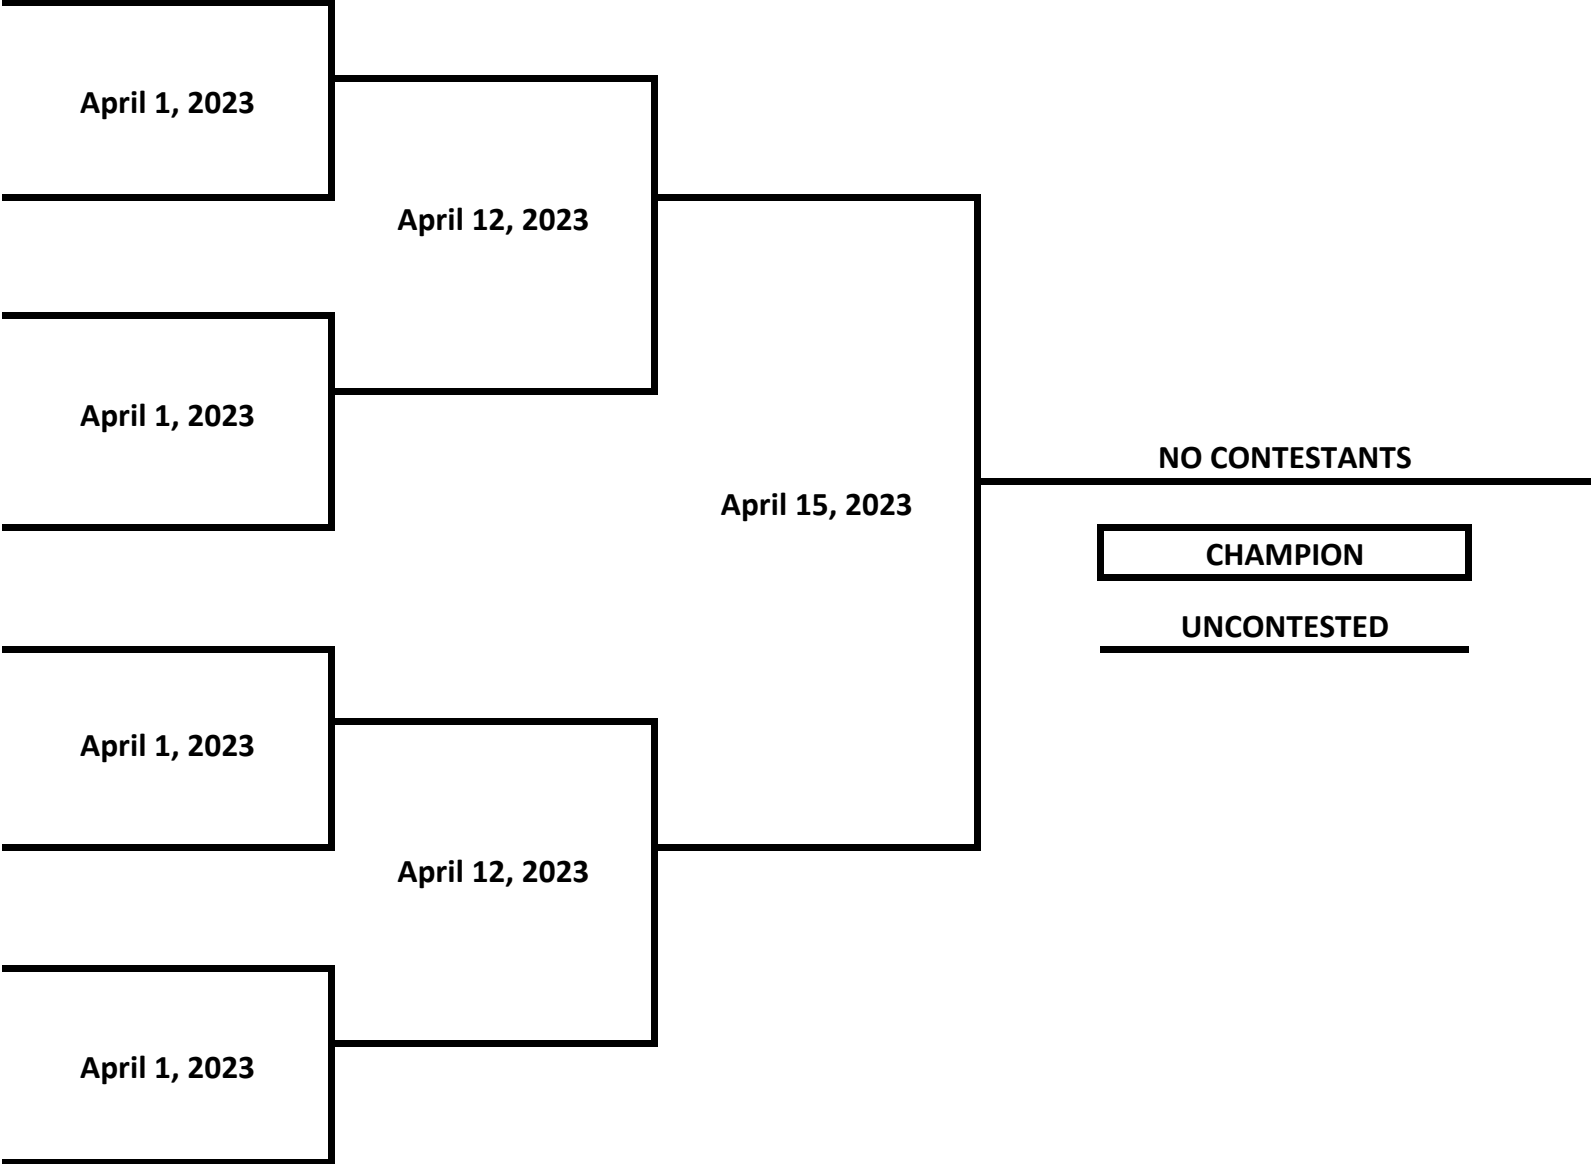 April 1, 2023
April 12, 2023
April 1, 2023
NO CONTESTANTS
April 15, 2023
CHAMPION
UNCONTESTED
April 1, 2023
April 12, 2023
April 1, 2023